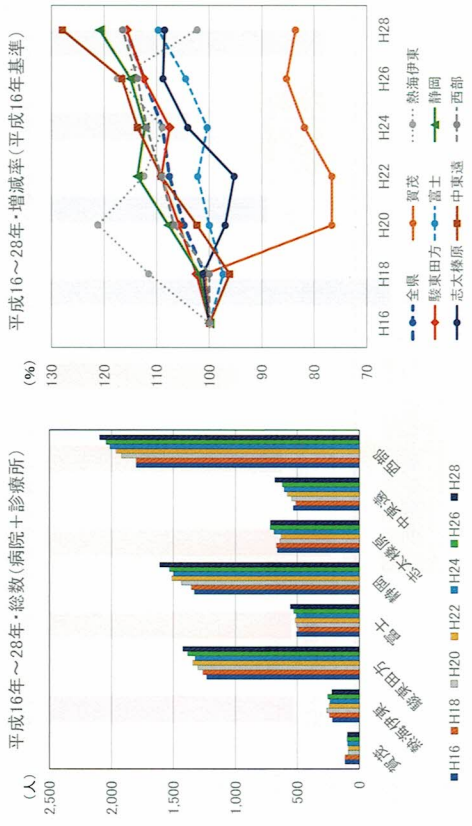 平成16年～28年・総数(病院＋診療所)
(人)
2,500
2,000
1,500
1,000
500
0
賀茂
熱海伊東
駿東田方
富士
静岡
志太榛原
中東遠
西部
H16 H18 H20 H22 H24 H26 H28
平成16～28年・増減率(平成16年基準)
(%)
130
120
110
100
90
80
70
H16 H18 H20 H22 H24 H26 H28
全県 賀茂 熱海伊東
駿東田方 富士 静岡
志太榛原 中東遠 西部